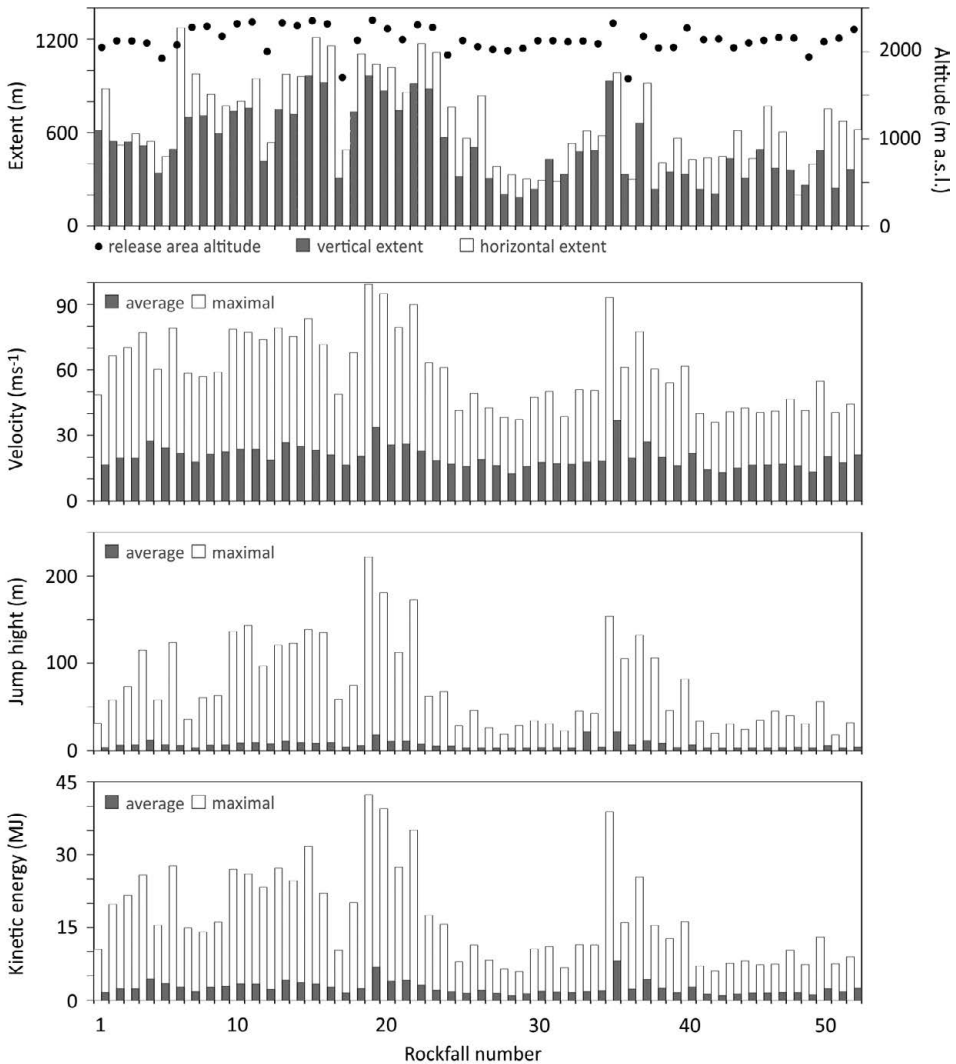 1200
600
0
Extent (m)
2000
1000
0
Altitude (m a.s.l.)
release area altitude vertical extent horizontal extent
average maximal
90
60
30
0
Velocity (ms-1)
average maximal
200
100
0
Jump hight (m)
average maximal
45
30
15
0
Kinetic energy (MJ)
1 10 20 30 40 50
Rockfall number